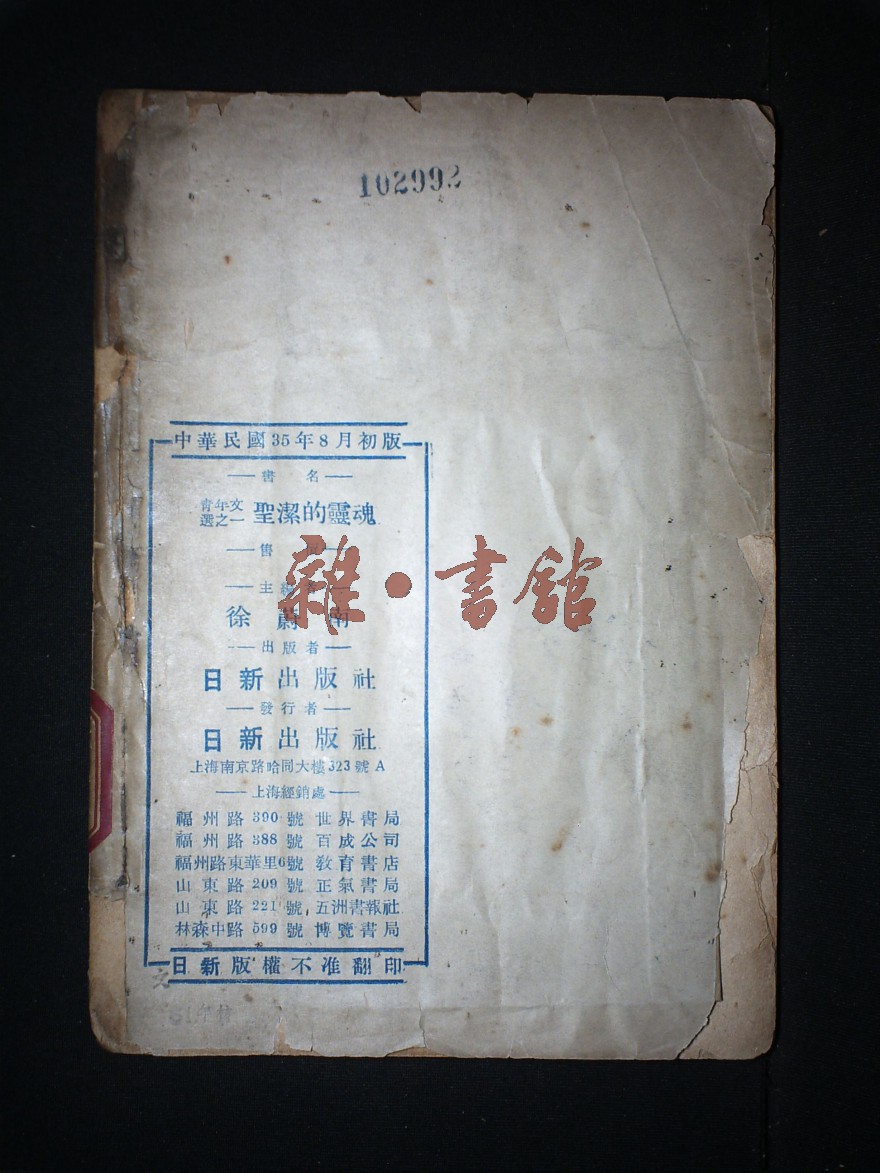 102992
中華民國35年8月初版
書 名
青年文
選之一 聖潔的靈魂
售
主
徐蔚南
出版者
日新出版社
發行者
日新出版社
上海南京路哈同大樓323號A
上海經銷處
福州路390號 世界書局
福州路388號 百成公司
福州路東華里6號 教育書店
山東路209號 正氣書局
山東路221號 五洲書報社
林森中路599號 博覽書局
日新版權不准翻印
文
雜·書館